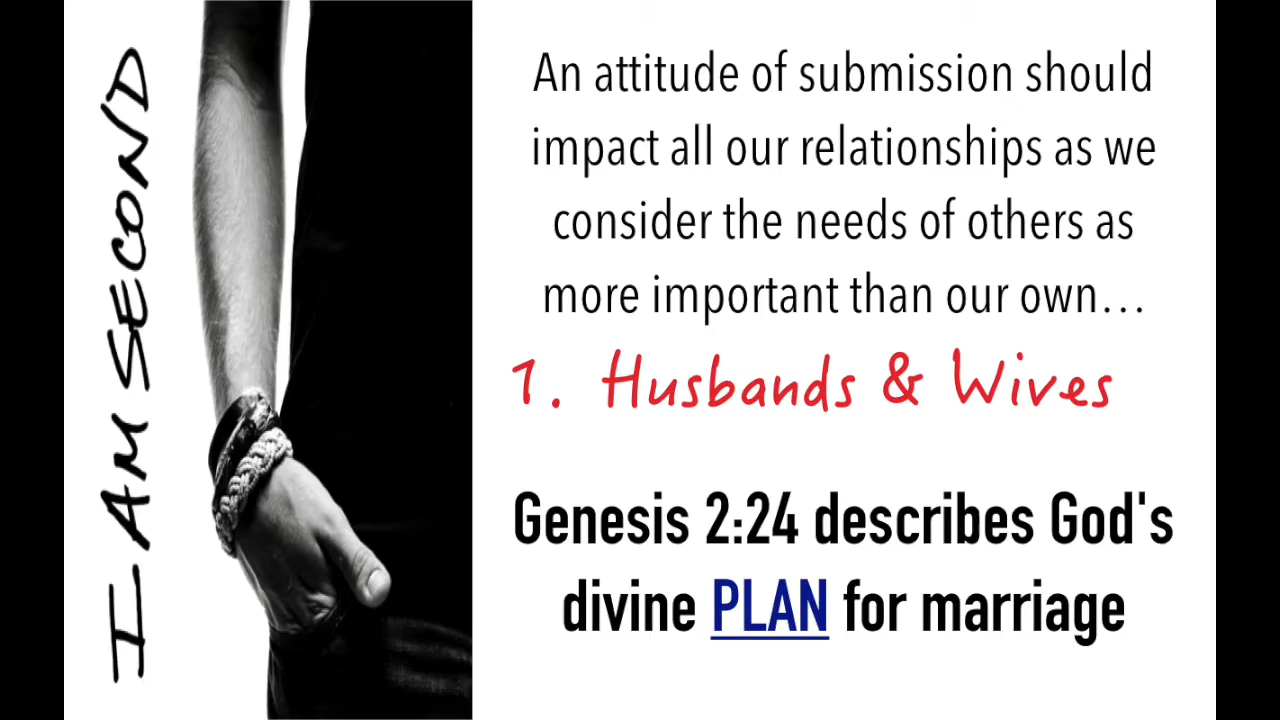 I AM SECOND
An attitude of submission should
impact all our relationships as we
consider the needs of others as
more important than our own...
1. Husbands & Wives
Genesis 2:24 describes God's
divine PLAN for marriage